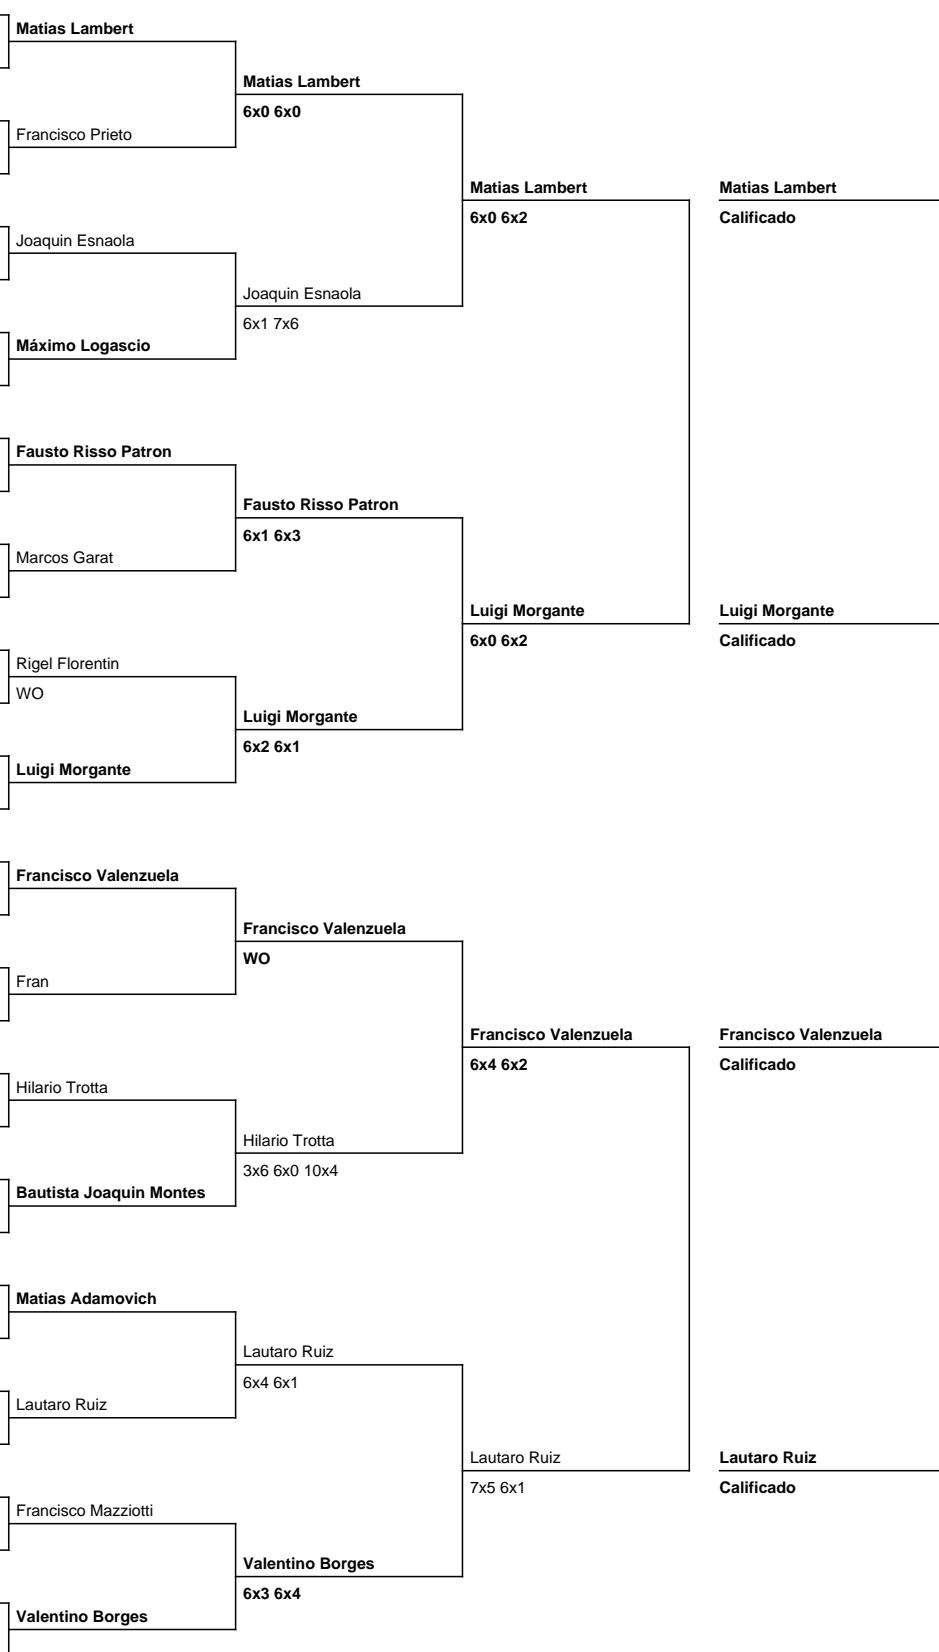 Matias Lambert
Matias Lambert
6x0 6x0
Francisco Prieto
Matias Lambert
Matias Lambert
6x0 6x2
Calificado
Joaquin Esnaola
Joaquin Esnaola
6x1 7x6
Máximo Logascio
Fausto Risso Patron
Fausto Risso Patron
6x1 6x3
Marcos Garat
Luigi Morgante
Luigi Morgante
6x0 6x2
Calificado
Rigel Florentin
WO
Luigi Morgante
6x2 6x1
Luigi Morgante
Francisco Valenzuela
Francisco Valenzuela
WO
Fran
Francisco Valenzuela
Francisco Valenzuela
6x4 6x2
Calificado
Hilario Trotta
Hilario Trotta
3x6 6x0 10x4
Bautista Joaquin Montes
Matias Adamovich
Lautaro Ruiz
6x4 6x1
Lautaro Ruiz
Lautaro Ruiz
Lautaro Ruiz
7x5 6x1
Calificado
Francisco Mazziotti
Valentino Borges
6x3 6x4
Valentino Borges